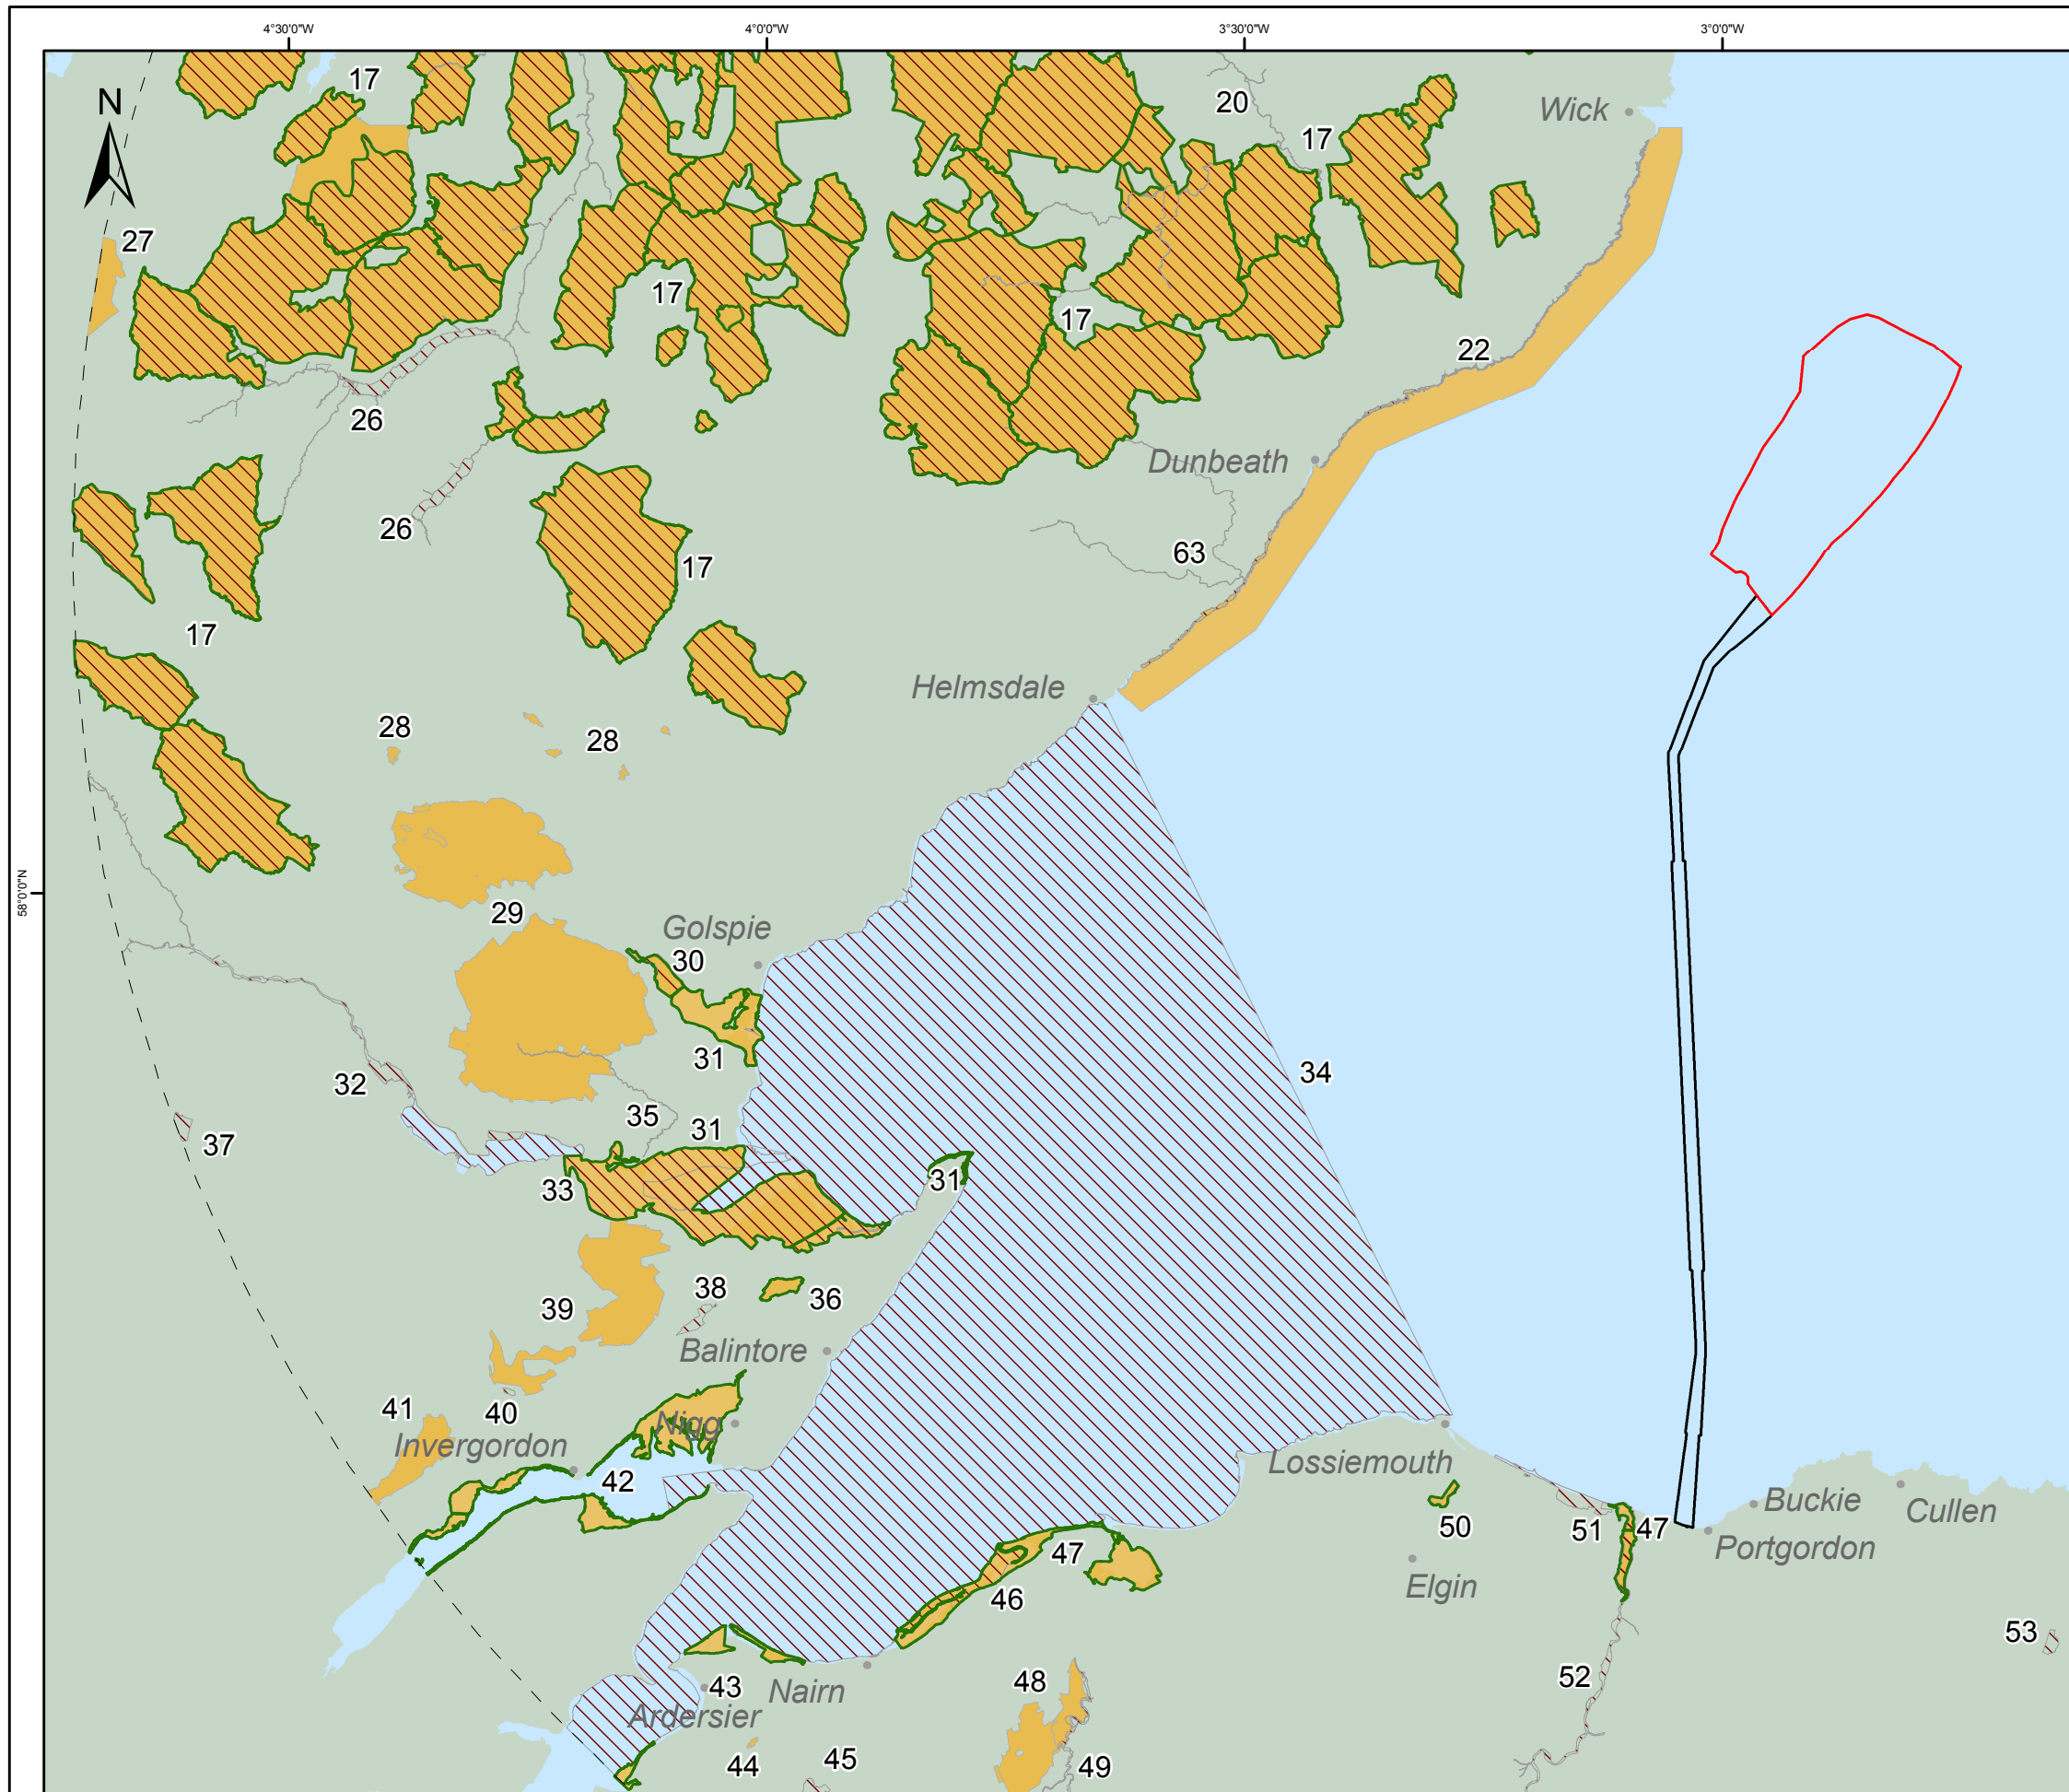 4°30'0"W
4°0'0"W
3°30'0"W
3°0'0"W
N
17
20
Wick
17
27
17
17
22
26
Dunbeath
26
63
17
17
Helmsdale
28
28
58°0'0"N
29
Golspie
30
31
34
32
35
31
37
33
31
38
36
39
Balintore
41
40
Nigg
Invergordon
42
Lossiemouth
50
51
47
Buckie
Cullen
Portgordon
47
46
Elgin
53
52
43
Nairn
48
Ardersier
44
45
49